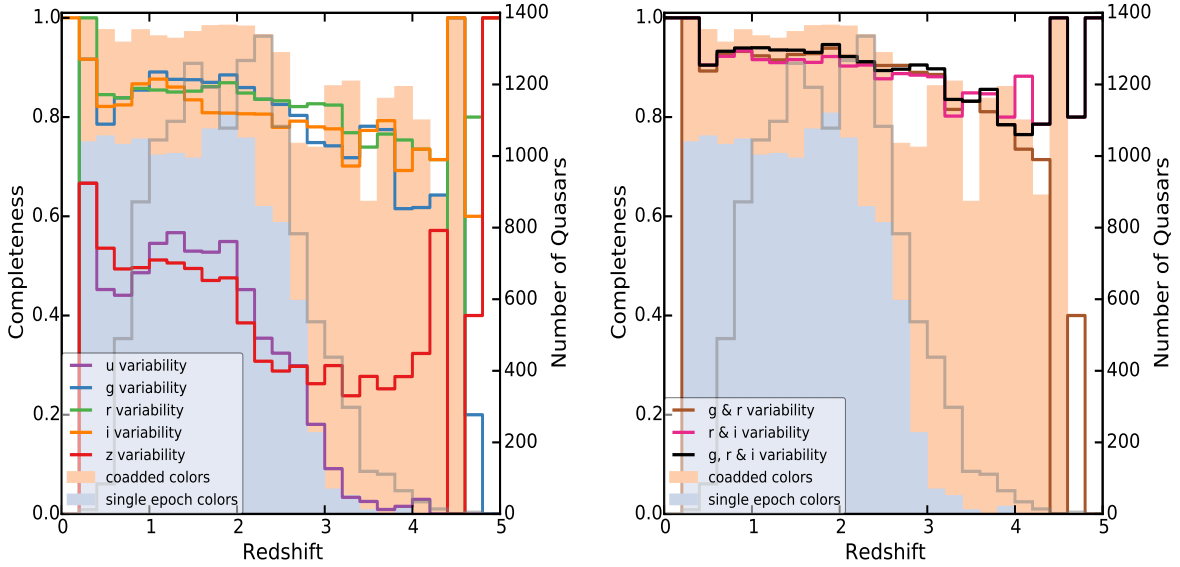 1.0
0.8
0.6
0.4
0.2
0.0
Completeness
1400
1200
1000
800
600
400
200
0
Number of Quasars
0 1 2 3 4 5
Redshift
u variability
g variability
r variability
i variability
z variability
coadded colors
single epoch colors
1.0
0.8
0.6
0.4
0.2
0.0
Completeness
1400
1200
1000
800
600
400
200
0
Number of Quasars
0 1 2 3 4 5
Redshift
g & r variability
r & i variability
g, r & i variability
coadded colors
single epoch colors